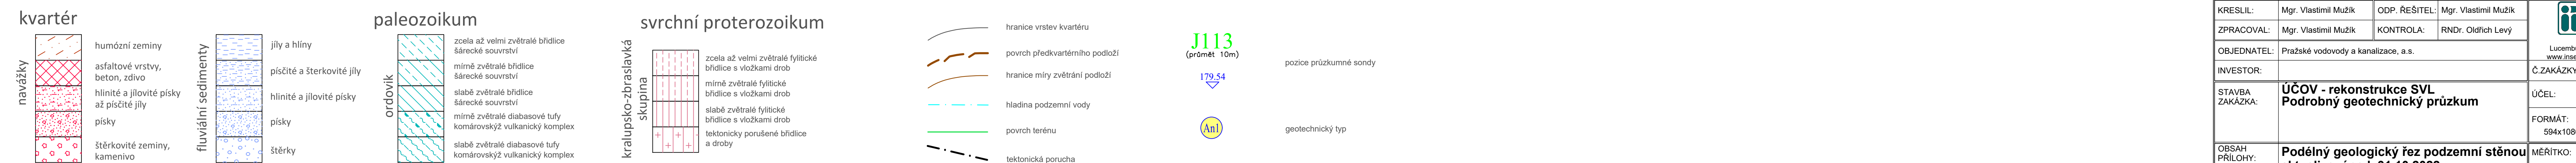 kvartér
navážky
humózní zeminy
asfaltové vrstvy,
beton, zdivo
hlinité a jílovité písky
až písčité jíly
písky
štěrkovité zeminy,
kamenivo
fluviální sedimenty
jíly a hlíny
písčité a šterkovité jíly
hlinité a jílovité písky
písky
štěrky
paleozoikum
ordovik
zcela až velmi zvětralé břidlice
šárecké souvrství
mírně zvětralé břidlice
šárecké souvrství
slabě zvětralé břidlice
šárecké souvrství
mírně zvětralé diabasové tufy
komárovskýž vulkanický komplex
slabě zvětralé diabasové tufy
komárovskýž vulkanický komplex
svrchní proterozoikum
kralupsko-zbraslavská
skupina
zcela až velmi zvětralé fylitické
břidlice s vložkami drob
mírně zvětralé fylitické
břidlice s vložkami drob
slabě zvětralé fylitické
břidlice s vložkami drob
tektonicky porušené břidlice
a droby
hranice vrstev kvartéru
povrch předkvartérního podloží
hranice míry zvětrání podloží
hladina podzemní vody
povrch terénu
tektonická porucha
J113
(průmět 10m)
179.54
pozice průzkumné sondy
An1
geotechnický typ
KRESLIL: Mgr. Vlastimil Mužík ODP. ŘEŠITEL: Mgr. Vlastimil Mužík
ZPRACOVAL: Mgr. Vlastimil Mužík KONTROLA: RNDr. Oldřich Levý
OBJEDNATEL: Pražské vodovody a kanalizace, a.s.
INVESTOR:
STAVBA
ZAKÁZKA:
ÚČOV - rekonstrukce SVL
Podrobný geotechnický průzkum
OBSAH
PŘÍLOHY:
Podélný geologický řez podzemní stěnou
Lucemb
www.inse
Č.ZAKÁZKY
ÚČEL:
FORMÁT:
594x108
MĚŘÍTKO: